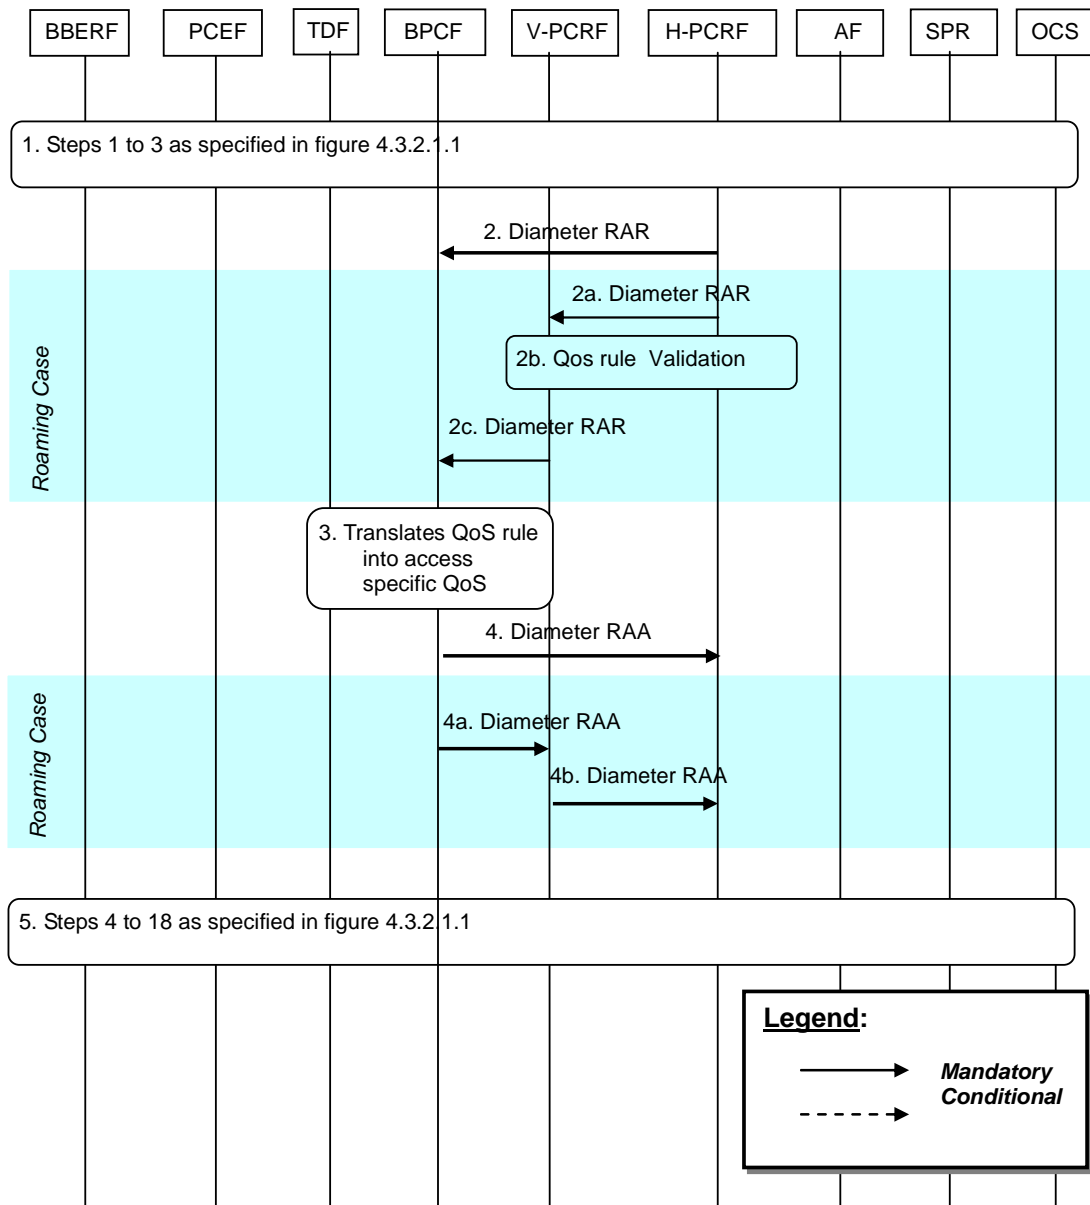 BBERF PCEF TDF BPCF V-PCRF H-PCRF AF SPR OCS
1. Steps 1 to 3 as specified in figure 4.3.2.1.1
2. Diameter RAR
Roaming Case
2a. Diameter RAR
2b. Qos rule Validation
2c. Diameter RAR
3. Translates QoS rule
into access
specific QoS
4. Diameter RAA
Roaming Case
4a. Diameter RAA
4b. Diameter RAA
5. Steps 4 to 18 as specified in figure 4.3.2.1.1
Legend:
Mandatory
Conditional